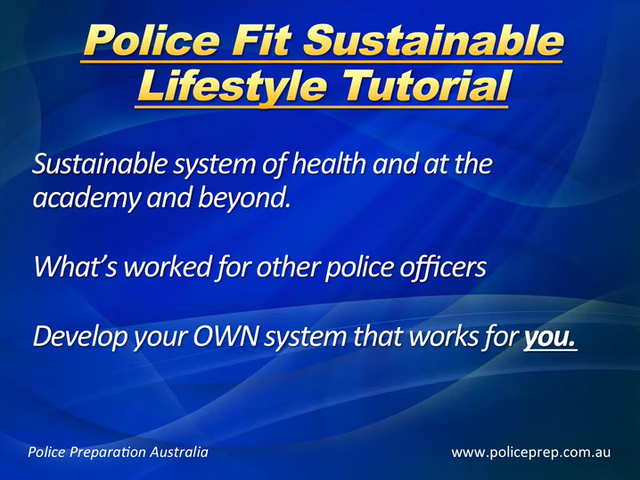 Police Fit Sustainable
Lifestyle Tutorial
Sustainable system of health and at the
academy and beyond.
What’s worked for other police officers
Develop your OWN system that works for you.
Police Preparation Australia
www.policeprep.com.au